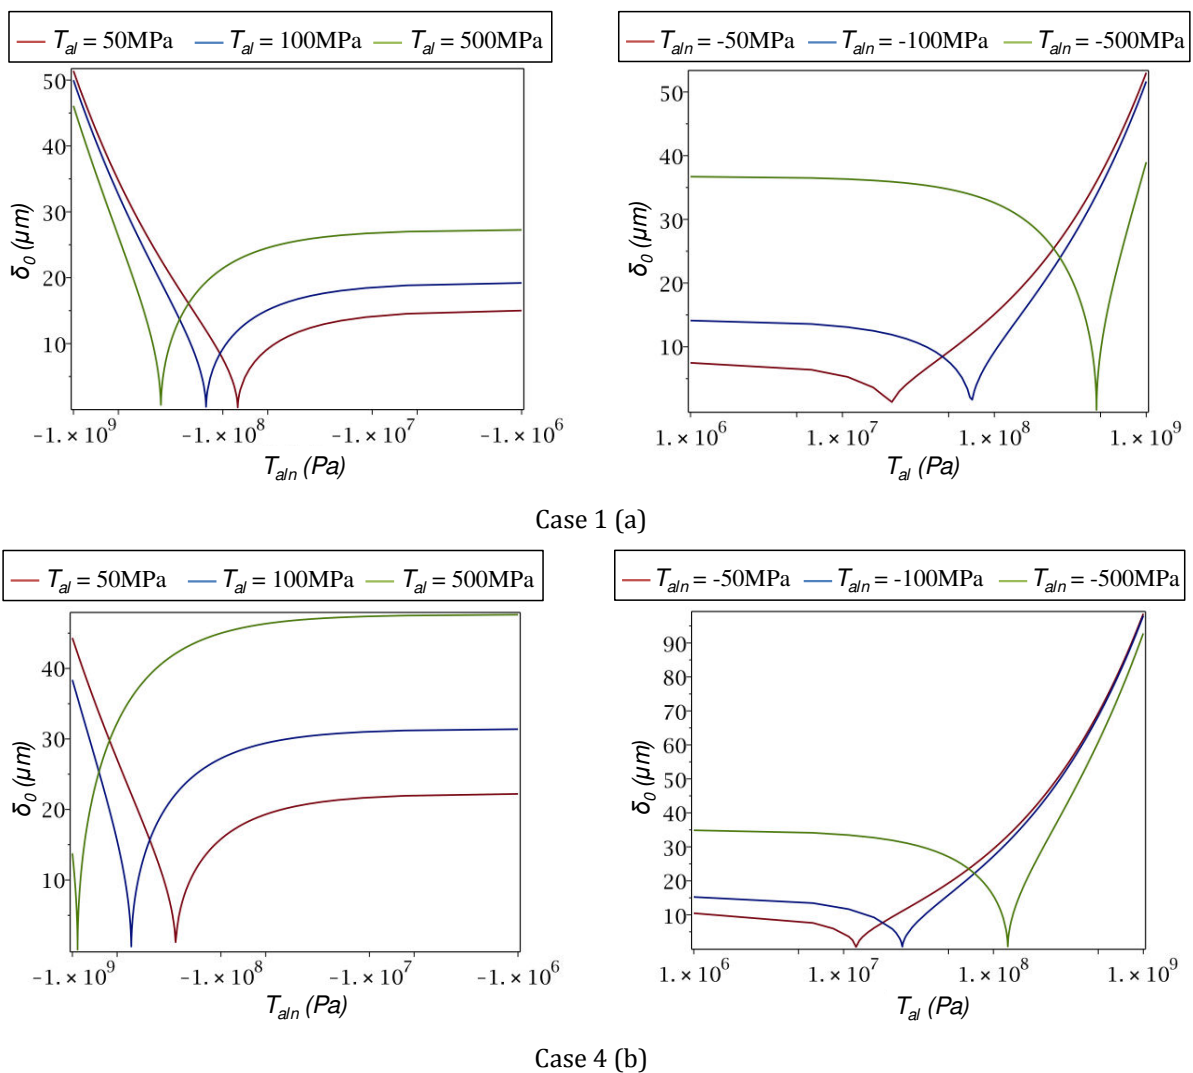 T_al = 50MPa T_al = 100MPa T_al = 500MPa
50
40
30
20
10
δ_0 (μm)
-1.×10^9 -1.×10^8 -1.×10^7 -1.×10^6
T_aln (Pa)
T_aln = -50MPa T_aln = -100MPa T_aln = -500MPa
50
40
30
20
10
δ_0 (μm)
1.×10^6 1.×10^7 1.×10^8 1.×10^9
T_al (Pa)
Case 1 (a)
T_al = 50MPa T_al = 100MPa T_al = 500MPa
40
30
20
10
δ_0 (μm)
-1.×10^9 -1.×10^8 -1.×10^7 -1.×10^6
T_aln (Pa)
T_aln = -50MPa T_aln = -100MPa T_aln = -500MPa
90
80
70
60
50
40
30
20
10
δ_0 (μm)
1.×10^6 1.×10^7 1.×10^8 1.×10^9
T_al (Pa)
Case 4 (b)